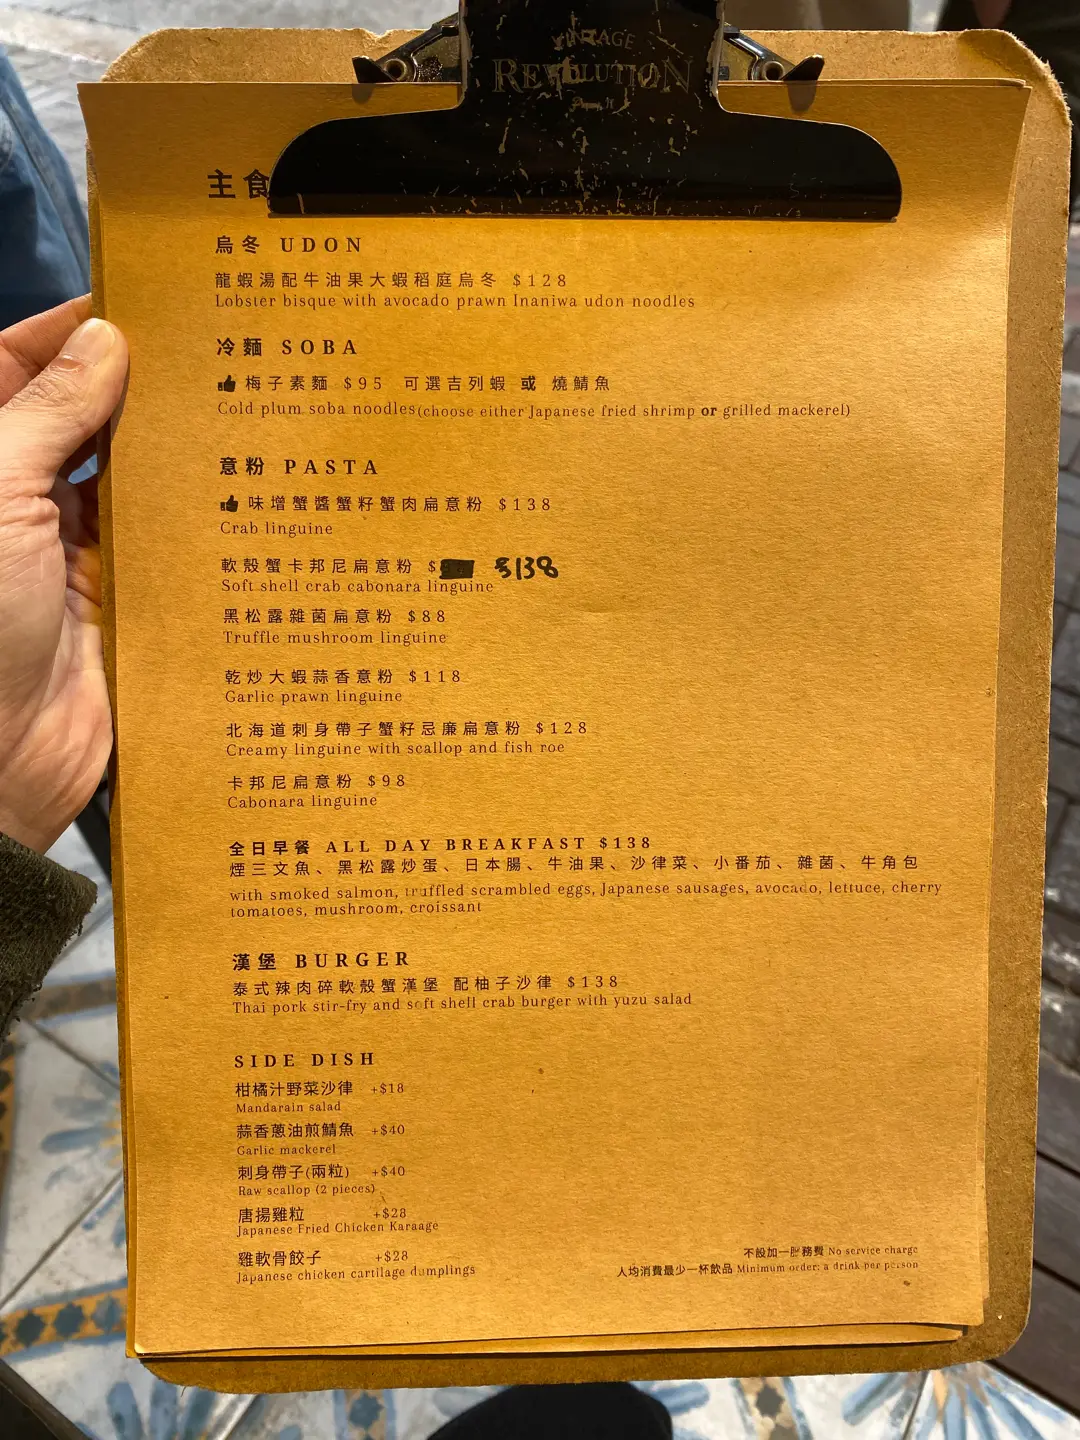 VINTAGE
REVOLUTION
主食
烏冬 UDON
龍蝦湯配牛油果大蝦稻庭烏冬 $128
Lobster bisque with avocado prawn Inaniwa udon noodles
冷麵 SOBA
梅子素麵 $95 可選吉列蝦 或 燒鯖魚
Cold plum soba noodles(choose either Japanese fried shrimp or grilled mackerel)
意粉 PASTA
味增蟹醬蟹籽蟹肉扁意粉 $138
Crab linguine
軟殼蟹卡邦尼扁意粉 $ $138
Soft shell crab cabonara linguine
黑松露雜菌扁意粉 $88
Truffle mushroom linguine
乾炒大蝦蒜香意粉 $118
Garlic prawn linguine
北海道刺身帶子蟹籽忌廉扁意粉 $128
Creamy linguine with scallop and fish roe
卡邦尼扁意粉 $98
Cabonara linguine
全日早餐 ALL DAY BREAKFAST $138
煙三文魚、黑松露炒蛋、日本腸、牛油果、沙律菜、小番茄、雜菌、牛角包
with smoked salmon, truffled scrambled eggs, Japanese sausages, avocado, lettuce, cherry
tomatoes, mushroom, croissant
漢堡 BURGER
泰式辣肉碎軟殼蟹漢堡 配柚子沙律 $138
Thai pork stir-fry and soft shell crab burger with yuzu salad
SIDE DISH
柑橘汁野菜沙律 +$18
Mandarain salad
蒜香蔥油煎鯖魚 +$40
Garlic mackerel
刺身帶子(兩粒) +$40
Raw scallop (2 pieces)
唐揚雞粒 +$28
Japanese Fried Chicken Karaage
雞軟骨餃子 +$28
Japanese chicken cartilage dumplings
不設加一服務費 No service charge
人均消費最少一杯飲品 Minimum order: a drink per person